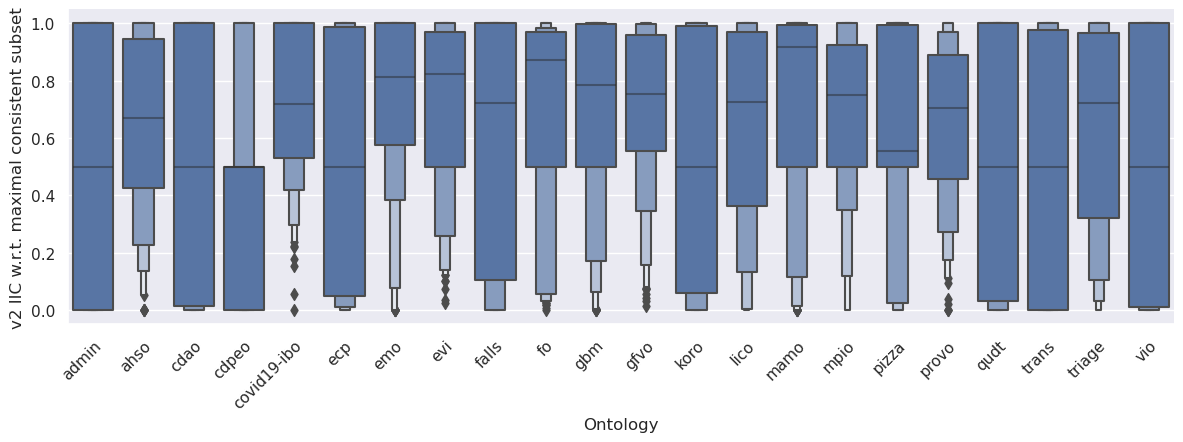 v2 IIC w.r.t. maximal consistent subset
1.0
0.8
0.6
0.4
0.2
0.0
admin
ahso
cdao
cdpeo
covid19-ibo
ecp
emo
evi
falls
fo
gbm
gfvo
koro
lico
mamo
mpio
pizza
provo
qudt
trans
triage
vio
Ontology